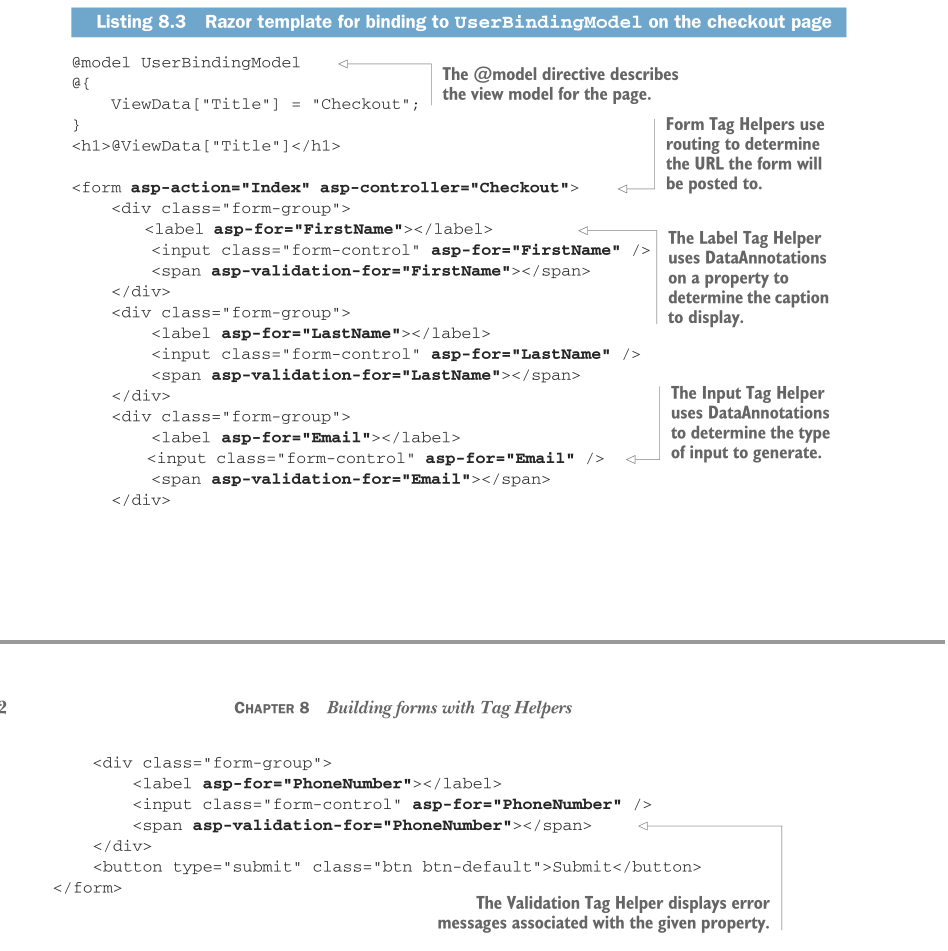 Listing 8.3 Razor template for binding to UserBindingModel on the checkout page
@model UserBindingModel
The @model directive describes
the view model for the page.
@{
    ViewData["Title"] = "Checkout";
}
<h1>@ViewData["Title"]</h1>
Form Tag Helpers use
routing to determine
the URL the form will
be posted to.
<form asp-action="Index" asp-controller="Checkout">
    <div class="form-group">
        <label asp-for="FirstName"></label>
        <input class="form-control" asp-for="FirstName" />
        <span asp-validation-for="FirstName"></span>
    </div>
The Label Tag Helper
uses DataAnnotations
on a property to
determine the caption
to display.
    <div class="form-group">
        <label asp-for="LastName"></label>
        <input class="form-control" asp-for="LastName" />
        <span asp-validation-for="LastName"></span>
    </div>
    <div class="form-group">
        <label asp-for="Email"></label>
        <input class="form-control" asp-for="Email" />
        <span asp-validation-for="Email"></span>
    </div>
The Input Tag Helper
uses DataAnnotations
to determine the type
of input to generate.
2
CHAPTER 8 Building forms with Tag Helpers
    <div class="form-group">
        <label asp-for="PhoneNumber"></label>
        <input class="form-control" asp-for="PhoneNumber" />
        <span asp-validation-for="PhoneNumber"></span>
    </div>
    <button type="submit" class="btn btn-default">Submit</button>
</form>
The Validation Tag Helper displays error
messages associated with the given property.